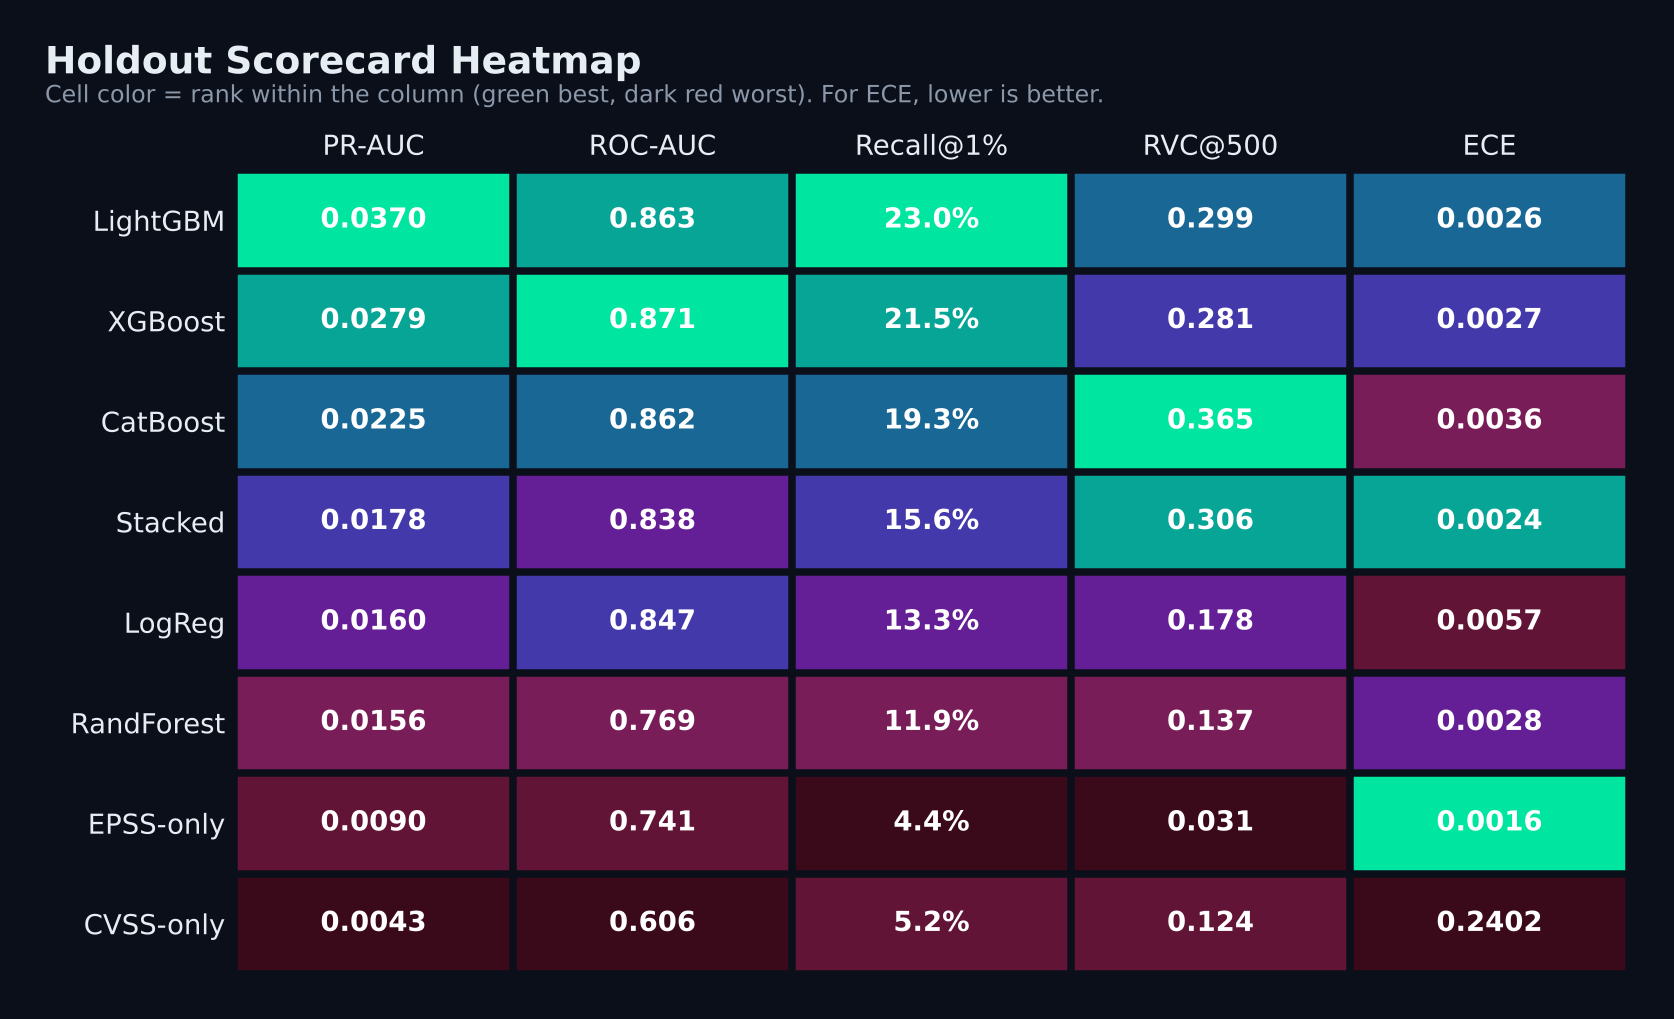 Holdout Scorecard Heatmap
Cell color = rank within the column (green best, dark red worst). For ECE, lower is better.
PR-AUC ROC-AUC Recall@1% RVC@500 ECE
LightGBM 0.0370 0.863 23.0% 0.299 0.0026
XGBoost 0.0279 0.871 21.5% 0.281 0.0027
CatBoost 0.0225 0.862 19.3% 0.365 0.0036
Stacked 0.0178 0.838 15.6% 0.306 0.0024
LogReg 0.0160 0.847 13.3% 0.178 0.0057
RandForest 0.0156 0.769 11.9% 0.137 0.0028
EPSS-only 0.0090 0.741 4.4% 0.031 0.0016
CVSS-only 0.0043 0.606 5.2% 0.124 0.2402